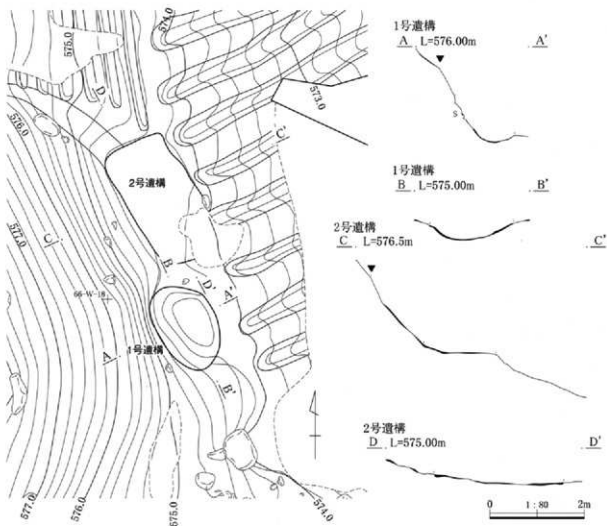 575.0
574.0
D
576.0
573.0
C'
2号遺構
577.0
C
B
D'
A'
66-W-18
A
1号遺構
B'
577.0
576.0
575.0
574.0
1号遺構
A L=576.00m A'
S
1号遺構
B L=575.00m B'
2号遺構
C L=576.5m C'
2号遺構
D L=575.00m D'
0 1:80 2m